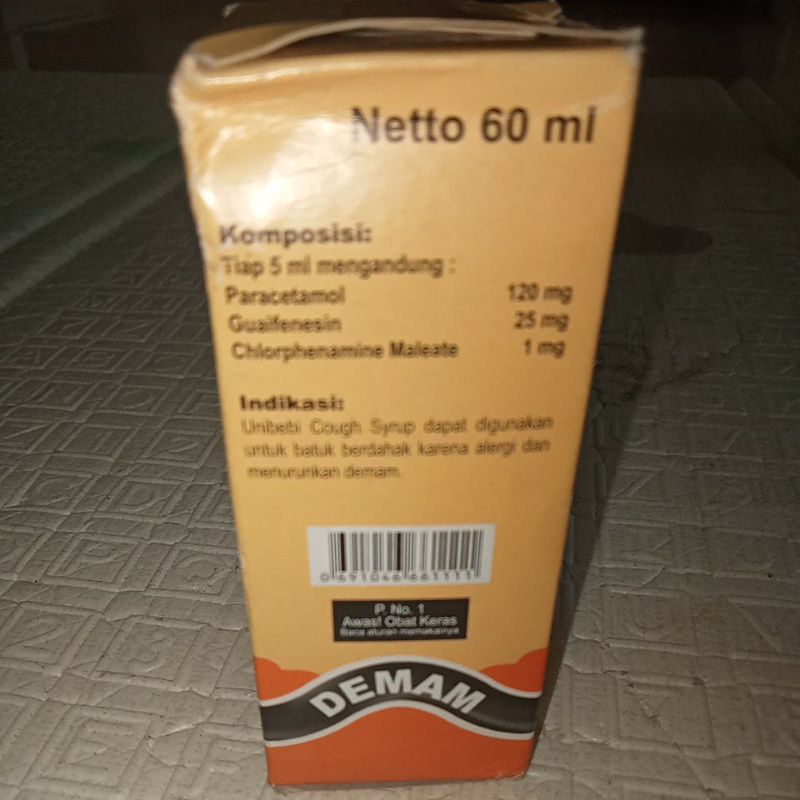 Netto 60 ml
Komposisi:
Tiap 5 ml mengandung :
Paracetamol 120 mg
Guaifenesin 25 mg
Chlorphenamine Maleate 1 mg
Indikasi:
Unibebi Cough Syrup dapat digunakan
untuk batuk berdahak karena alergi dan
menurunkan demam.
P. No. 1
Awas! Obat Keras
Baca aturan memakainya
DEMAM